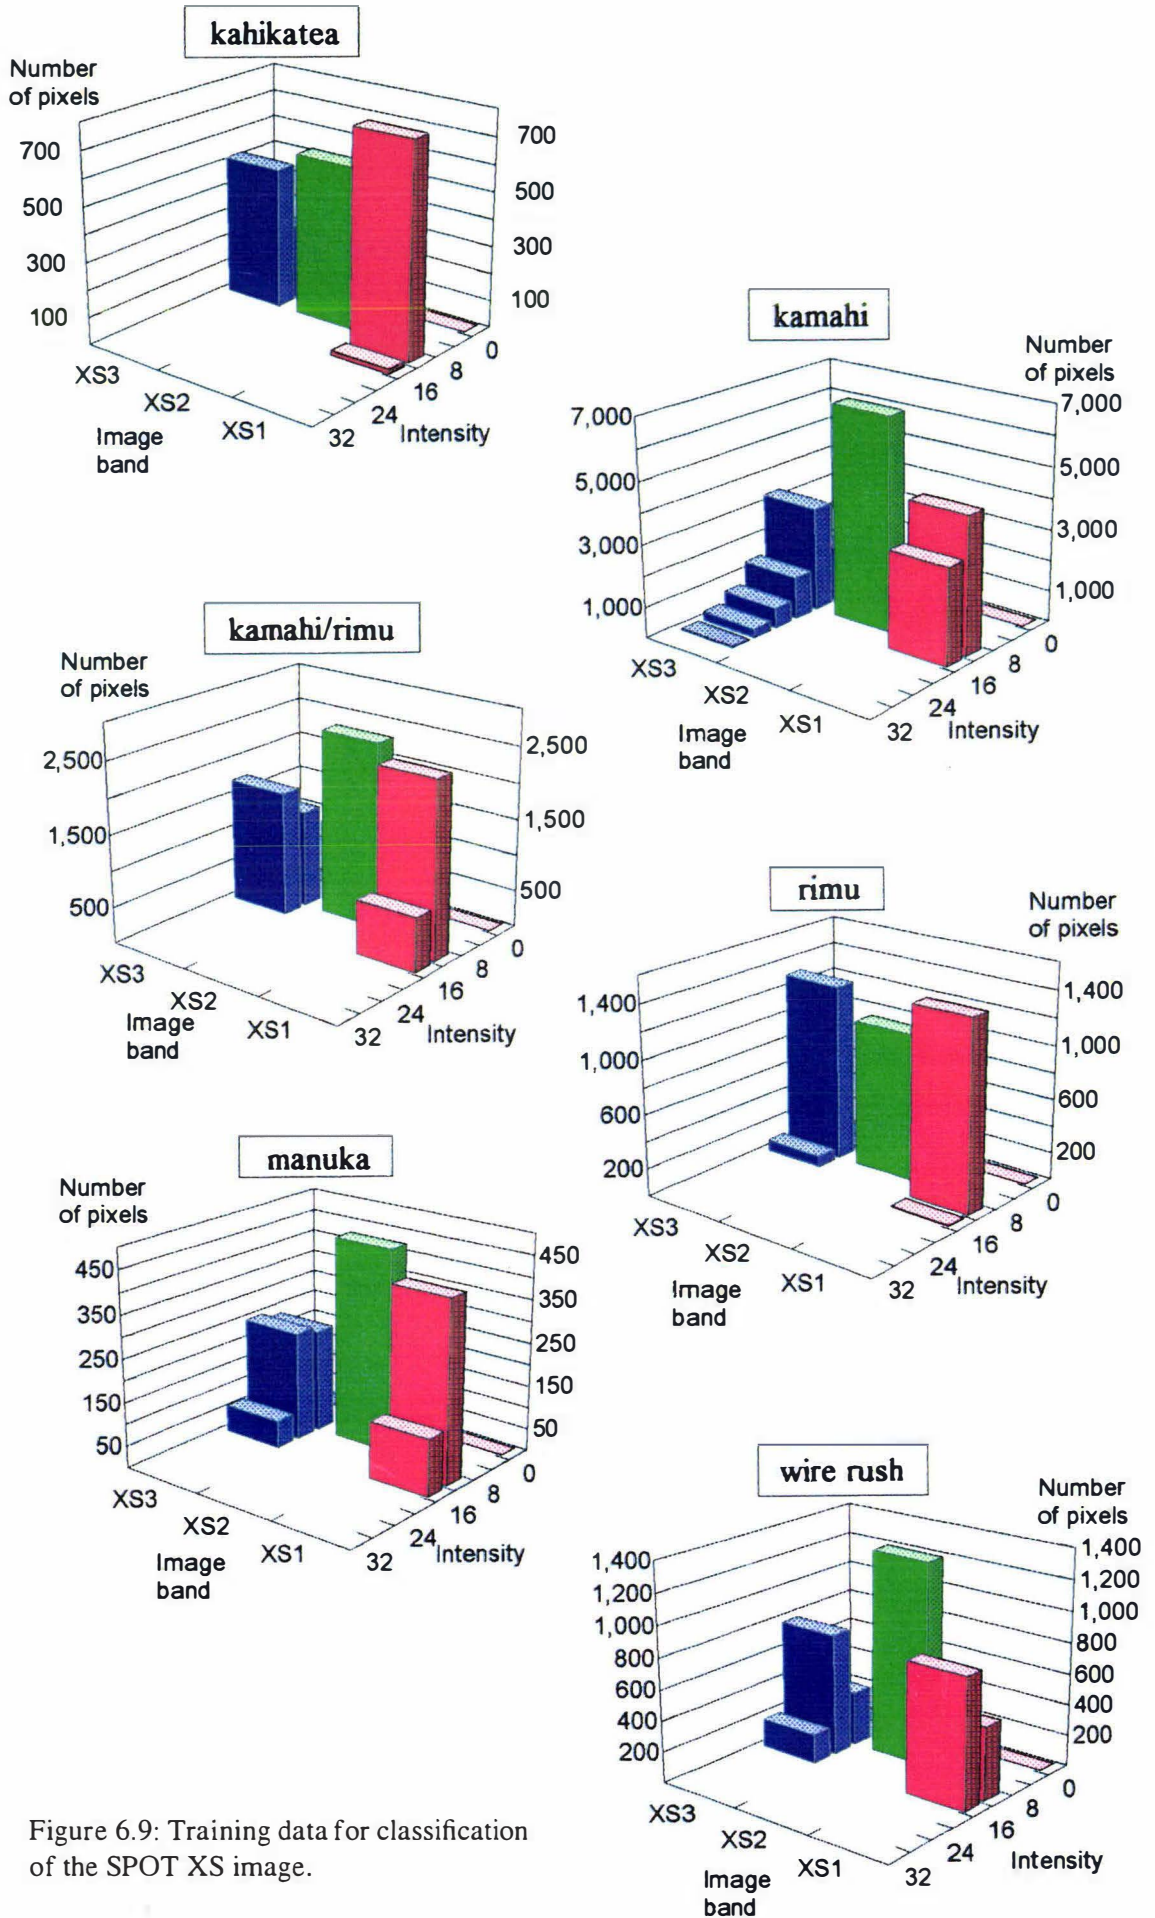 kahikatea
Number
of pixels
700
500
300
100
700
500
300
100
XS3
XS2
XS1
Image
band
32
24
16
8
0
Intensity
kamahi
Number
of pixels
7,000
5,000
3,000
1,000
7,000
5,000
3,000
1,000
XS3
XS2
XS1
Image
band
32
24
16
8
0
Intensity
kamahi/rimu
Number
of pixels
2,500
1,500
500
2,500
1,500
500
XS3
XS2
XS1
Image
band
32
24
16
8
0
Intensity
rimu
Number
of pixels
1,400
1,000
600
200
1,400
1,000
600
200
XS3
XS2
XS1
Image
band
32
24
16
8
0
Intensity
manuka
Number
of pixels
450
350
250
150
50
450
350
250
150
50
XS3
XS2
XS1
Image
band
32
24
16
8
0
Intensity
wire rush
Number
of pixels
1,400
1,200
1,000
800
600
400
200
1,400
1,200
1,000
800
600
400
200
XS3
XS2
XS1
Image
band
32
24
16
8
0
Intensity
Figure 6.9: Training data for classification
of the SPOT XS image.